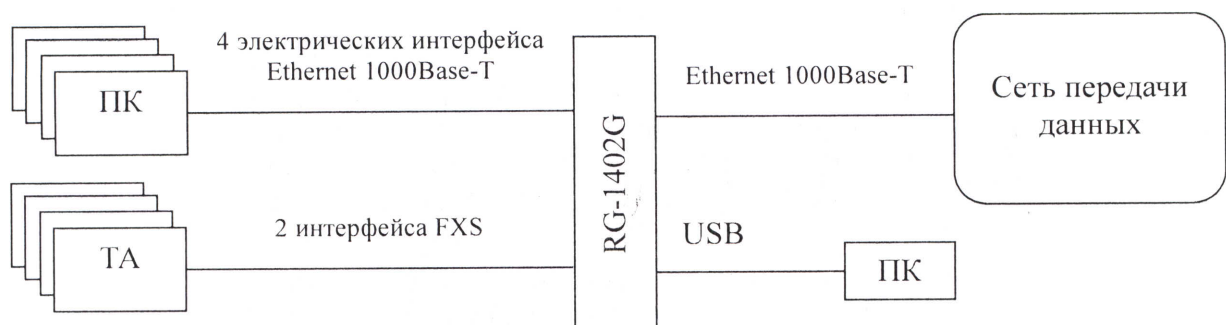 4 электрических интерфейса
Ethernet 1000Base-T
ПК
Ethernet 1000Base-T
Сеть передачи
данных
RG-1402G
2 интерфейса FXS
ТА
USB
ПК